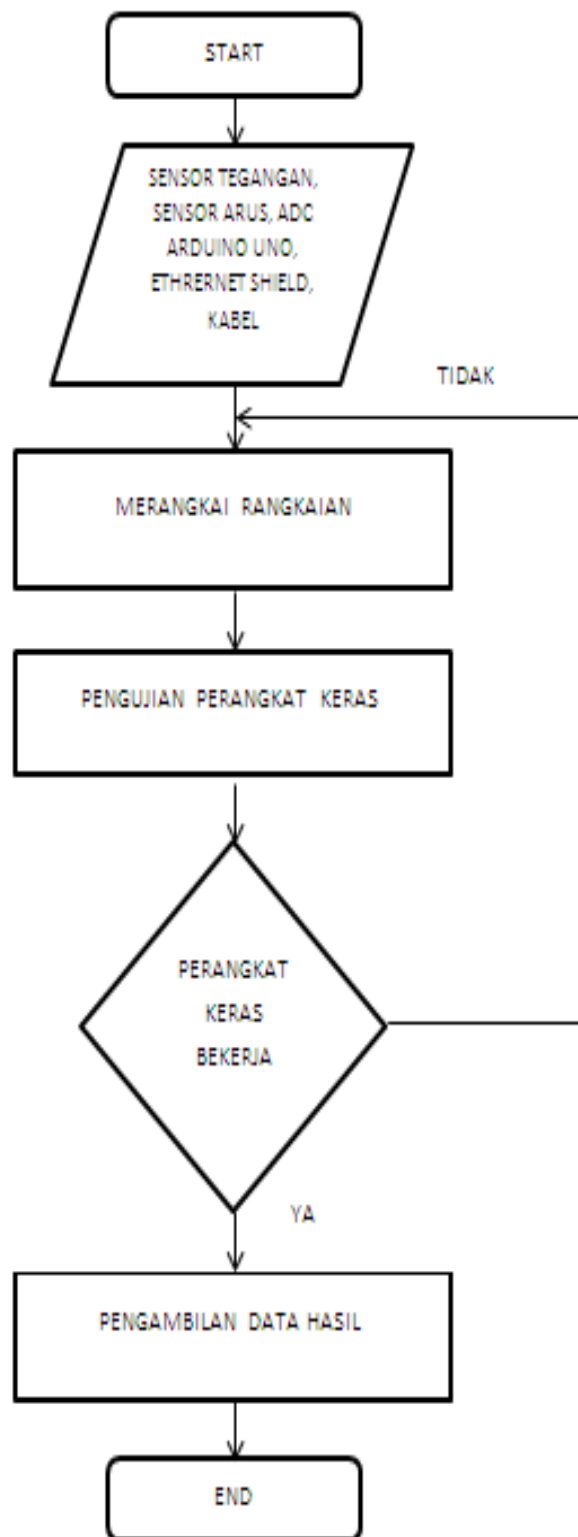 START
SENSOR TEGANGAN,
SENSOR ARUS, ADC
ARDUINO UNO,
ETHRERNET SHIELD,
KABEL
TIDAK
MERANGKAI RANGKAIAN
PENGUJIAN PERANGKAT KERAS
PERANGKAT
KERAS
BEKERJA
YA
PENGAMBILAN DATA HASIL
END